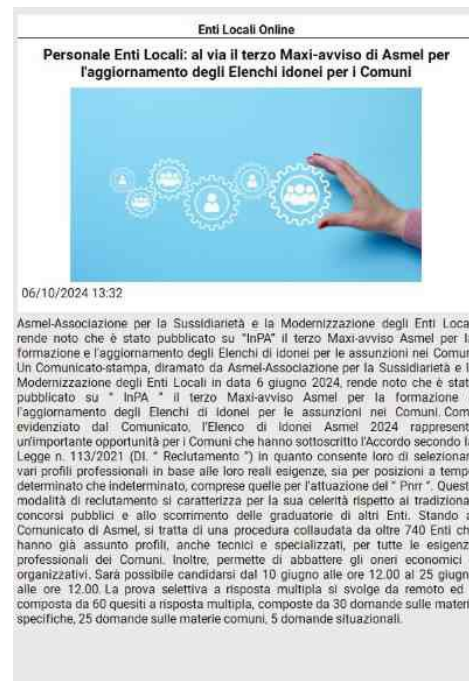 Enti Locali Online
Personale Enti Locali: al via il terzo Maxi-avviso di Asmel per
l'aggiornamento degli Elenchi idonei per i Comuni
06/10/2024 13:32
Asmel-Associazione per la Sussidiarietà e la Modernizzazione degli Enti Loca
rende noto che è stato pubblicato su "InPA" il terzo Maxi-avviso Asmel per l
formazione e l'aggiornamento degli Elenchi di idonei per le assunzioni nei Comun
Un Comunicato-stampa, diramato da Asmel-Associazione per la Sussidiarietà e l
Modernizzazione degli Enti Locali in data 6 giugno 2024, rende noto che è stat
pubblicato su " InPA " il terzo Maxi-avviso Asmel per la formazione
l'aggiornamento degli Elenchi di idonei per le assunzioni nei Comuni. Com
evidenziato dal Comunicato, l'Elenco di Idonei Asmel 2024 rappresent
un'importante opportunità per i Comuni che hanno sottoscritto l'Accordo secondo la
Legge n. 113/2021 (Dl. " Reclutamento ") in quanto consente loro di selezionar
vari profili professionali in base alle loro reali esigenze, sia per posizioni a temp
determinato che indeterminato, comprese quelle per l'attuazione del " Pnrr ". Quest
modalità di reclutamento si caratterizza per la sua celerità rispetto ai tradiziona
concorsi pubblici e allo scorrimento delle graduatorie di altri Enti. Stando a
Comunicato di Asmel, si tratta di una procedura collaudata da oltre 740 Enti ch
hanno già assunto profili, anche tecnici e specializzati, per tutte le esigenz
professionali dei Comuni. Inoltre, permette di abbattere gli oneri economici
organizzativi. Sarà possibile candidarsi dal 10 giugno alle ore 12.00 al 25 giugn
alle ore 12.00. La prova selettiva a risposta multipla si svolge da remoto ed
composta da 60 quesiti a risposta multipla, composte da 30 domande sulle materi
specifiche, 25 domande sulle materie comuni, 5 domande situazionali.